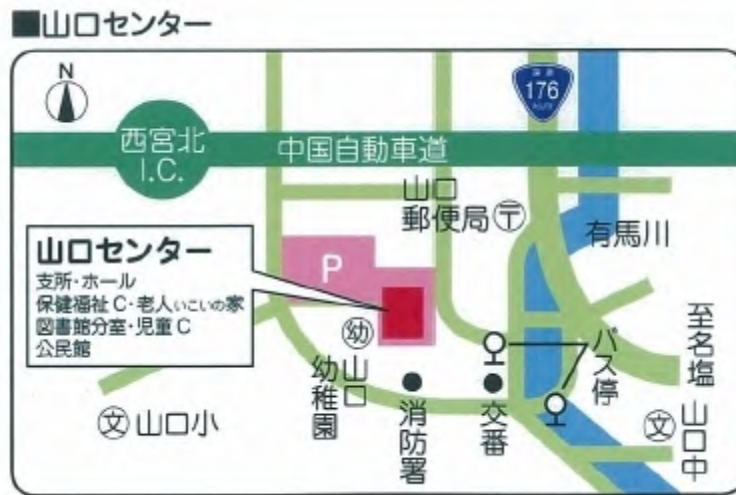 ■山口センター
N
国道
176
ROUTE
西宮北
I.C.
中国自動車道
山口
郵便局〒
有馬川
山口センター
支所・ホール
保健福祉C・老人いこいの家
図書館分室・児童C
公民館
P
幼
山口
幼稚園
消防署
交番
バス停
至名塩
文山口小
文山口中